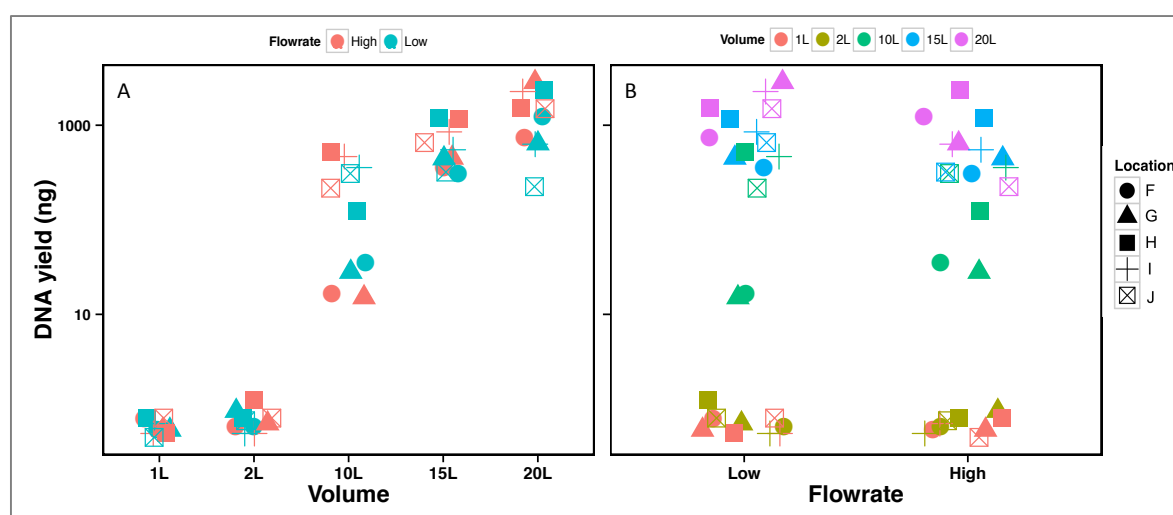 Flowrate High Low
Volume 1L 2L 10L 15L 20L
A
B
DNA yield (ng)
1000
10
1L 2L 10L 15L 20L
Volume
Low High
Flowrate
Location
F
G
H
I
J